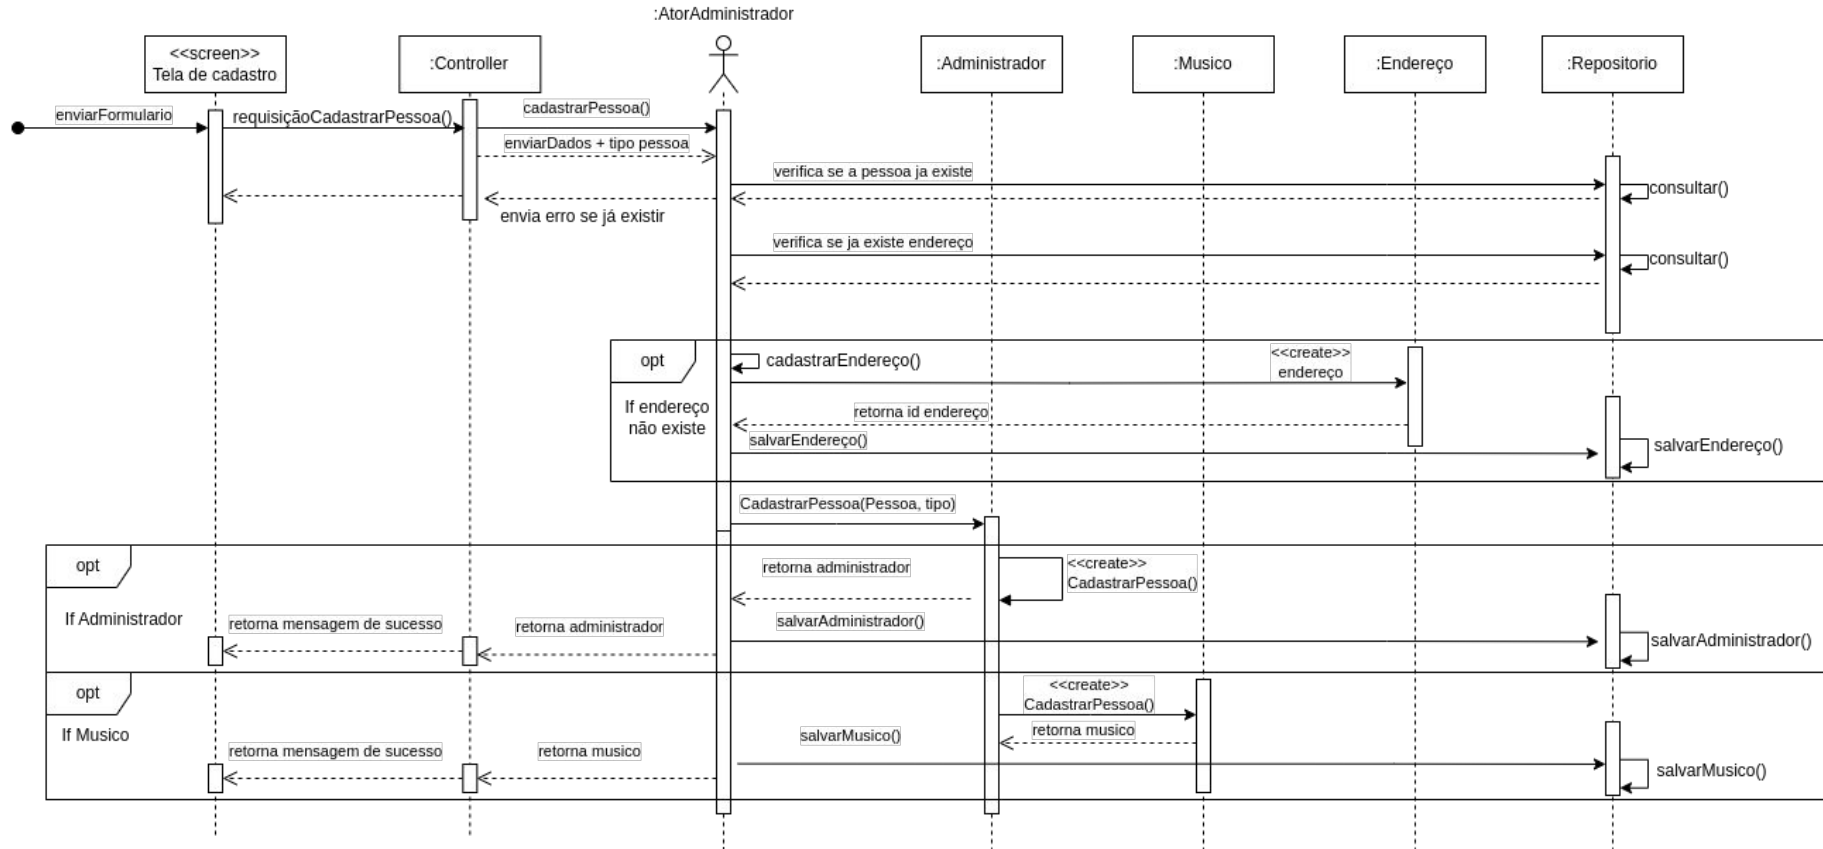 :AtorAdministrador
<<screen>>
Tela de cadastro
:Controller
:Administrador
:Musico
:Endereço
:Repositorio
enviarFormulario
requisiçãoCadastrarPessoa()
cadastrarPessoa()
enviarDados + tipo pessoa
verifica se a pessoa ja existe
consultar()
envia erro se já existir
verifica se ja existe endereço
consultar()
opt
If endereço
não existe
cadastrarEndereço()
<<create>>
endereço
retorna id endereço
salvarEndereço()
salvarEndereço()
CadastrarPessoa(Pessoa, tipo)
opt
If Administrador
retorna administrador
<<create>>
CadastrarPessoa()
retorna mensagem de sucesso
retorna administrador
salvarAdministrador()
salvarAdministrador()
opt
If Musico
<<create>>
CadastrarPessoa()
retorna musico
retorna mensagem de sucesso
retorna musico
salvarMusico()
salvarMusico()